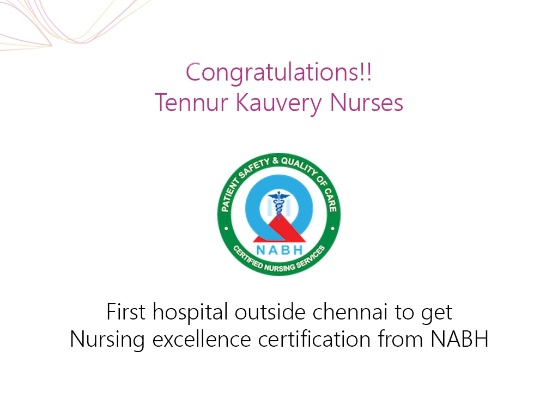 Congratulations!!
Tennur Kauvery Nurses
PATIENT SAFETY & QUALITY OF CARE
NABH
CERTIFIED NURSING SERVICES
First hospital outside chennai to get
Nursing excellence certification from NABH